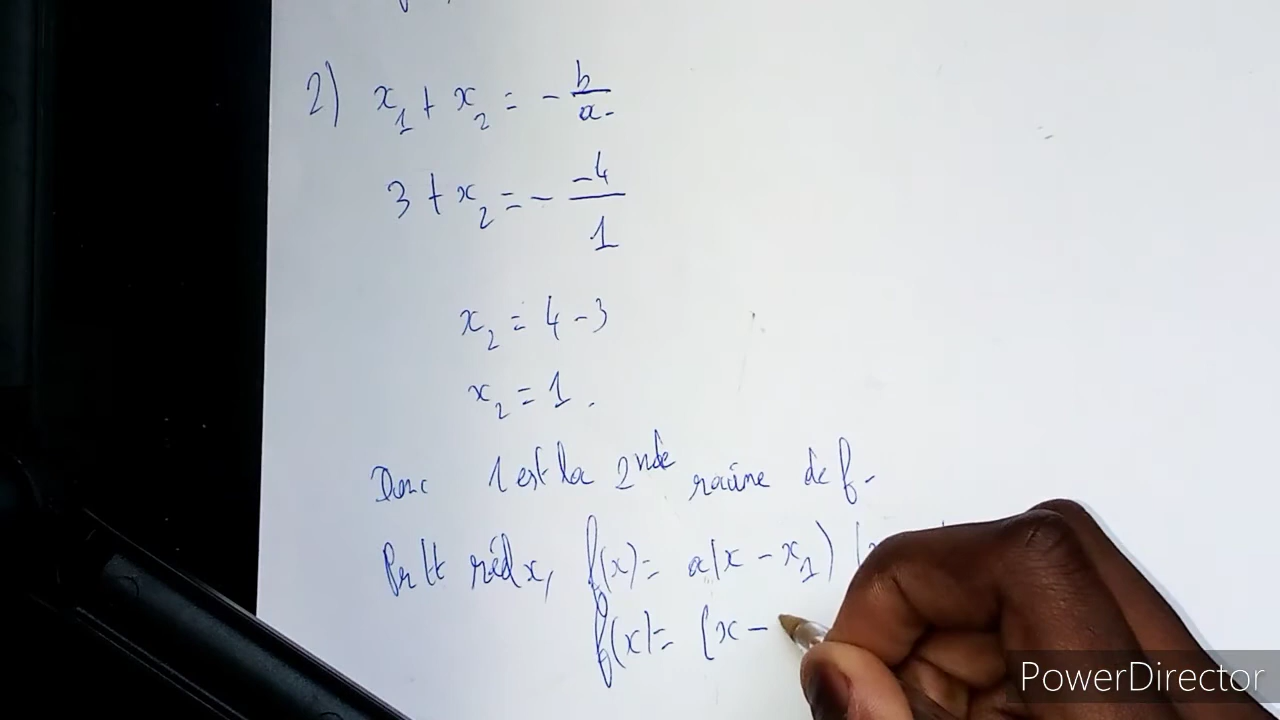 2) x₁ + x₂ = - b/a.
3 + x₂ = - -4/1
x₂ = 4 - 3
x₂ = 1.
Donc 1 est la 2nde racine de f.
Pr tt réel x, f(x) = a(x - x₁) (
f(x) = (x -
PowerDirector